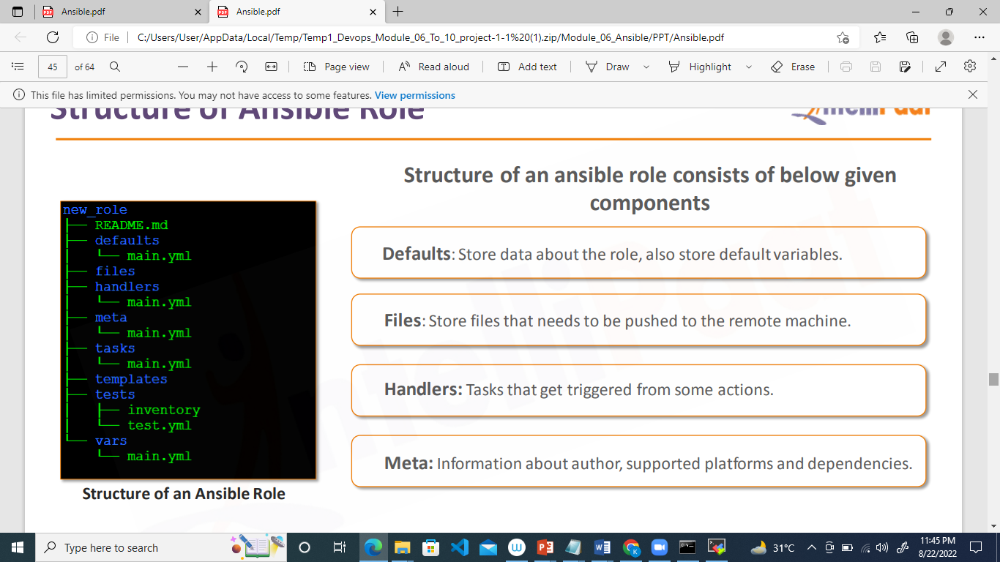 Ansible.pdf
Ansible.pdf
File
C:/Users/User/AppData/Local/Temp/Temp1_Devops_Module_06_To_10_project-1-1%20(1).zip/Module_06_Ansible/PPT/Ansible.pdf
45 of 64
Page view
Read aloud
Add text
Draw
Highlight
Erase
This file has limited permissions. You may not have access to some features. View permissions
Structure of Ansible Role
Structure of an ansible role consists of below given
components
new_role
README.md
defaults
main.yml
files
handlers
main.yml
meta
main.yml
tasks
main.yml
templates
tests
inventory
test.yml
vars
main.yml
Structure of an Ansible Role
Defaults: Store data about the role, also store default variables.
Files: Store files that needs to be pushed to the remote machine.
Handlers: Tasks that get triggered from some actions.
Meta: Information about author, supported platforms and dependencies.
Type here to search
31°C
11:45 PM
8/22/2022